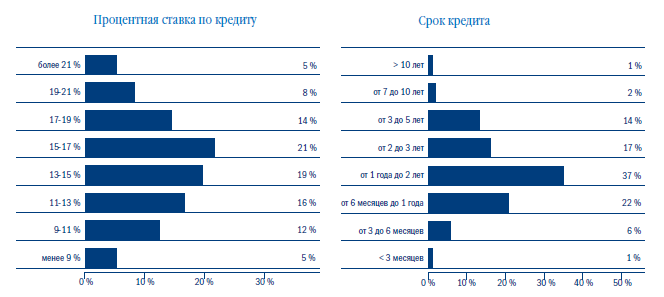 Процентная ставка по кредиту
более 21 % 5 %
19-21 % 8 %
17-19 % 14 %
15-17 % 21 %
13-15 % 19 %
11-13 % 16 %
9-11 % 12 %
менее 9 % 5 %
0 % 10 % 20 % 30 %
Срок кредита
> 10 лет 1 %
от 7 до 10 лет 2 %
от 3 до 5 лет 14 %
от 2 до 3 лет 17 %
от 1 года до 2 лет 37 %
от 6 месяцев до 1 года 22 %
от 3 до 6 месяцев 6 %
< 3 месяцев 1 %
0 % 10 % 20 % 30 % 40 % 50 %